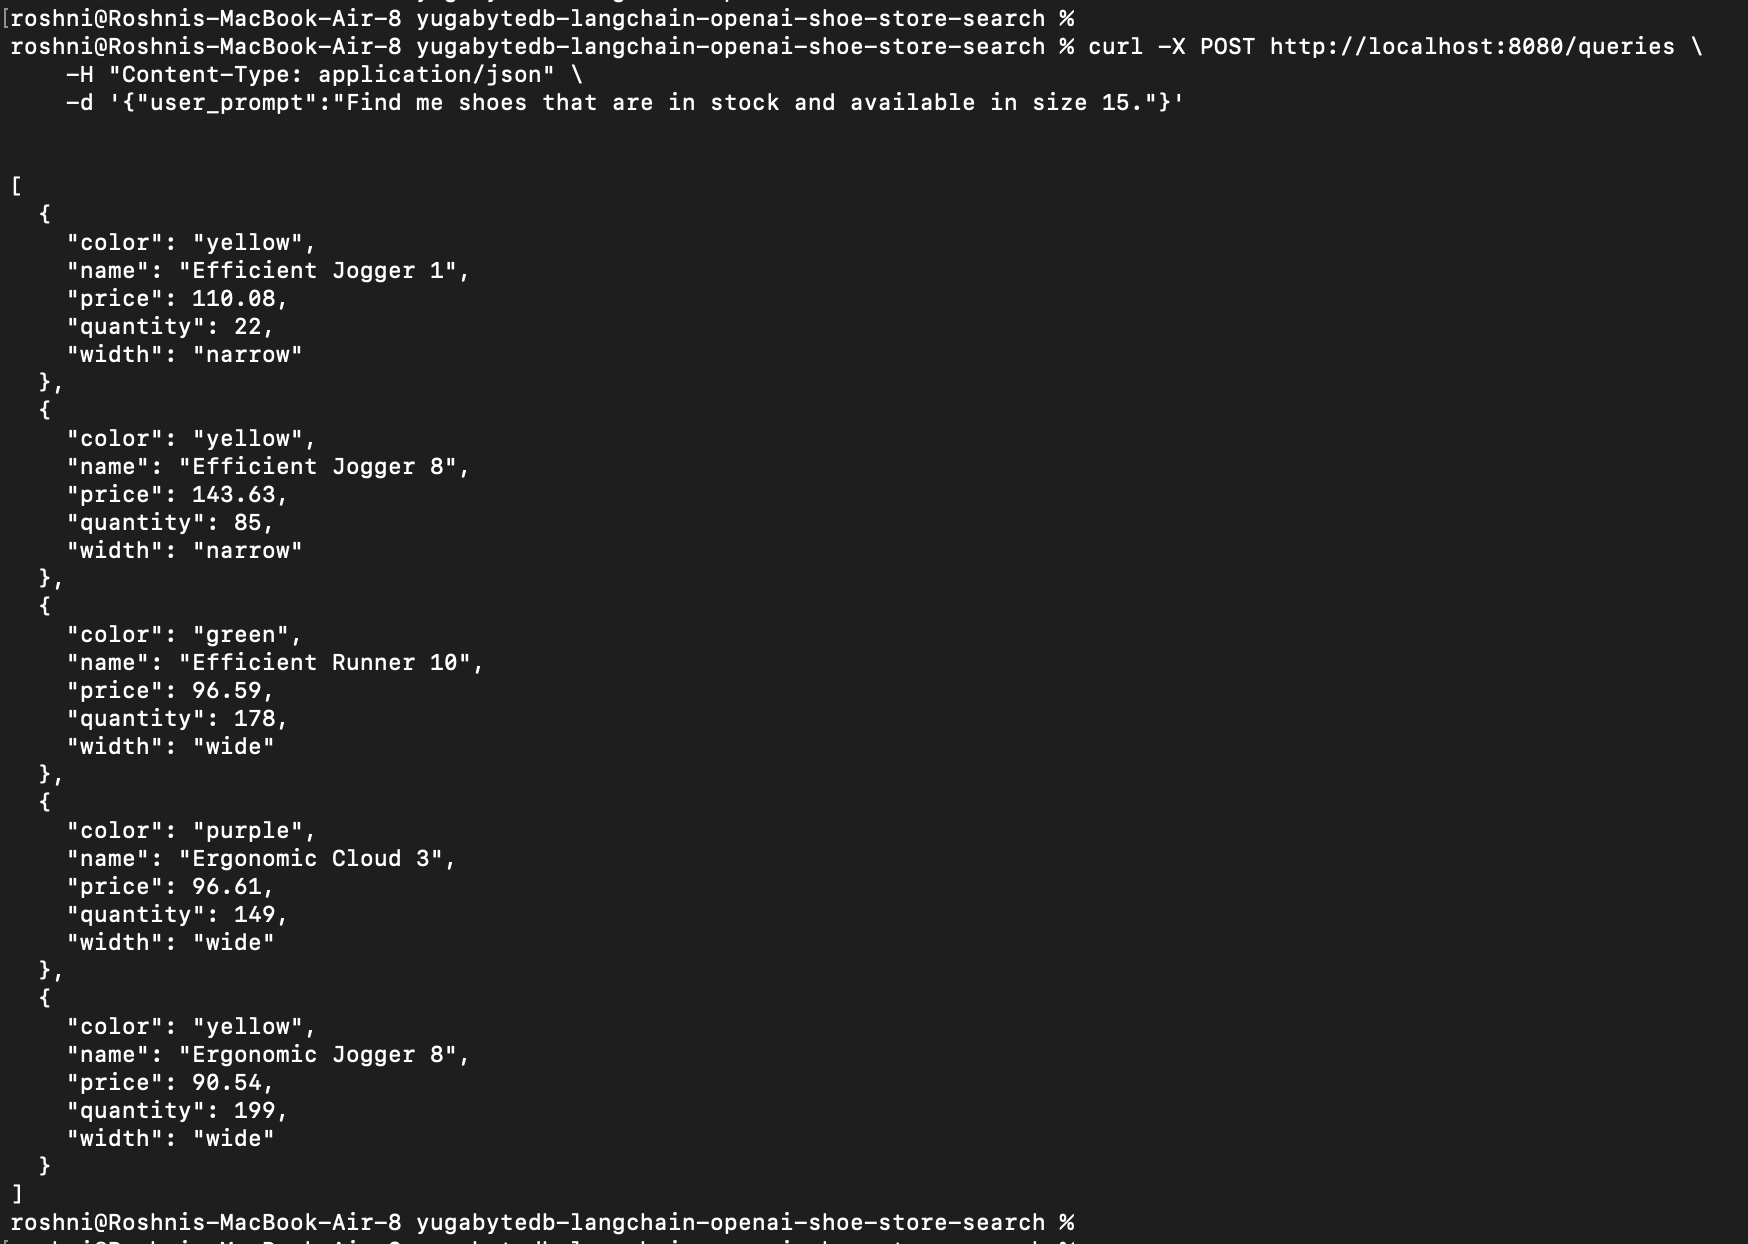 [roshni@Roshnis-MacBook-Air-8 yugabytedb-langchain-openai-shoe-store-search %
roshni@Roshnis-MacBook-Air-8 yugabytedb-langchain-openai-shoe-store-search % curl -X POST http://localhost:8080/queries \
    -H "Content-Type: application/json" \
    -d '{"user_prompt":"Find me shoes that are in stock and available in size 15."}'
[
  {
    "color": "yellow",
    "name": "Efficient Jogger 1",
    "price": 110.08,
    "quantity": 22,
    "width": "narrow"
  },
  {
    "color": "yellow",
    "name": "Efficient Jogger 8",
    "price": 143.63,
    "quantity": 85,
    "width": "narrow"
  },
  {
    "color": "green",
    "name": "Efficient Runner 10",
    "price": 96.59,
    "quantity": 178,
    "width": "wide"
  },
  {
    "color": "purple",
    "name": "Ergonomic Cloud 3",
    "price": 96.61,
    "quantity": 149,
    "width": "wide"
  },
  {
    "color": "yellow",
    "name": "Ergonomic Jogger 8",
    "price": 90.54,
    "quantity": 199,
    "width": "wide"
  }
]
roshni@Roshnis-MacBook-Air-8 yugabytedb-langchain-openai-shoe-store-search %